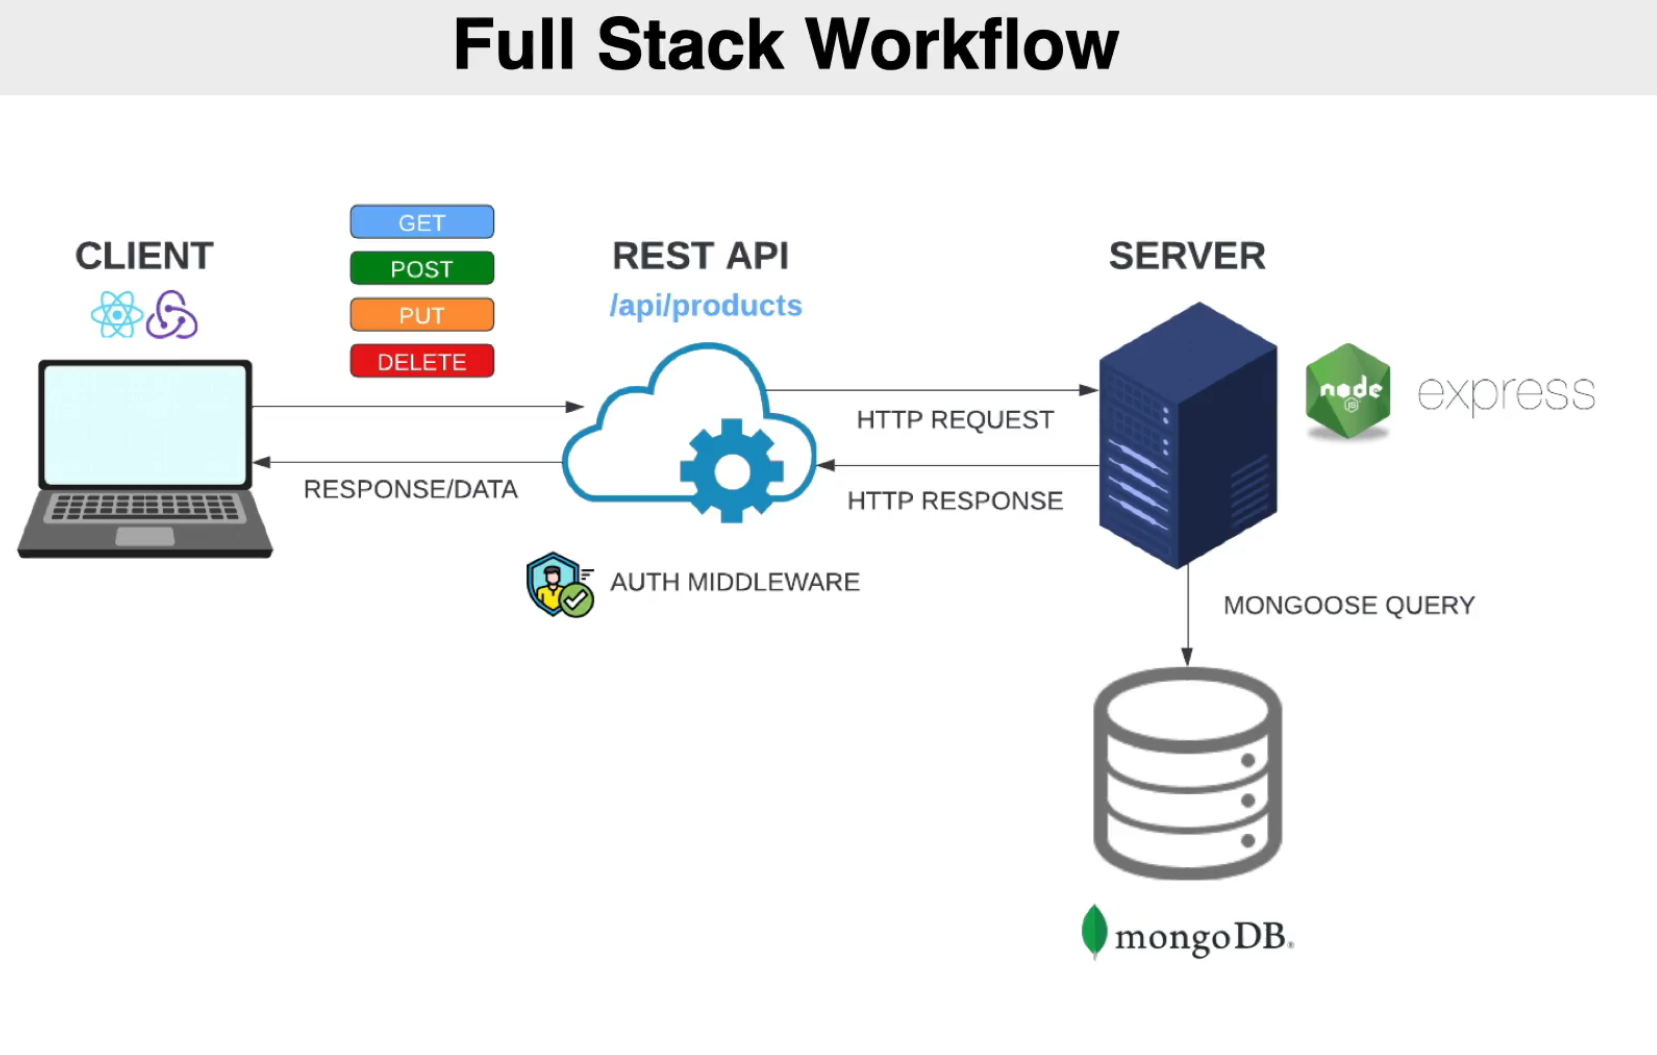 Full Stack Workflow
CLIENT
GET
POST
PUT
DELETE
RESPONSE/DATA
REST API
/api/products
AUTH MIDDLEWARE
HTTP REQUEST
HTTP RESPONSE
SERVER
node
JS
express
MONGOOSE QUERY
mongoDB®